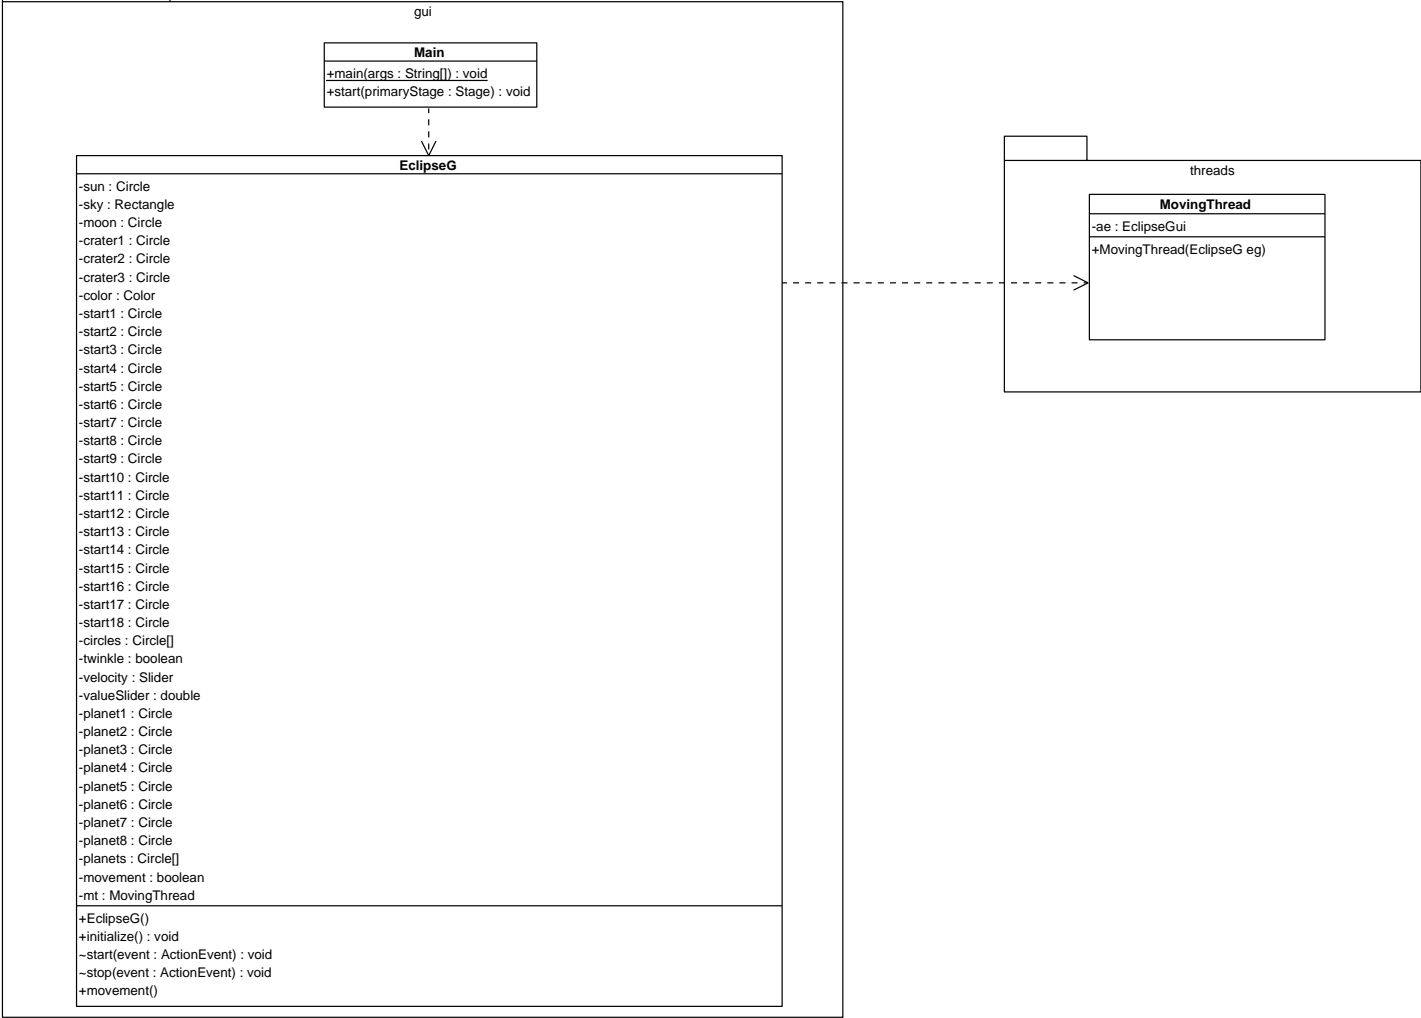 gui
Main
+main(args : String[]) : void
+start(primaryStage : Stage) : void
EclipseG
-sun : Circle
-sky : Rectangle
-moon : Circle
-crater1 : Circle
-crater2 : Circle
-crater3 : Circle
-color : Color
-start1 : Circle
-start2 : Circle
-start3 : Circle
-start4 : Circle
-start5 : Circle
-start6 : Circle
-start7 : Circle
-start8 : Circle
-start9 : Circle
-start10 : Circle
-start11 : Circle
-start12 : Circle
-start13 : Circle
-start14 : Circle
-start15 : Circle
-start16 : Circle
-start17 : Circle
-start18 : Circle
-circles : Circle[]
-twinkle : boolean
-velocity : Slider
-valueSlider : double
-planet1 : Circle
-planet2 : Circle
-planet3 : Circle
-planet4 : Circle
-planet5 : Circle
-planet6 : Circle
-planet7 : Circle
-planet8 : Circle
-planets : Circle[]
-movement : boolean
-mt : MovingThread
+EclipseG()
+initialize() : void
~start(event : ActionEvent) : void
~stop(event : ActionEvent) : void
+movement()
threads
MovingThread
-ae : EclipseGui
+MovingThread(EclipseG eg)